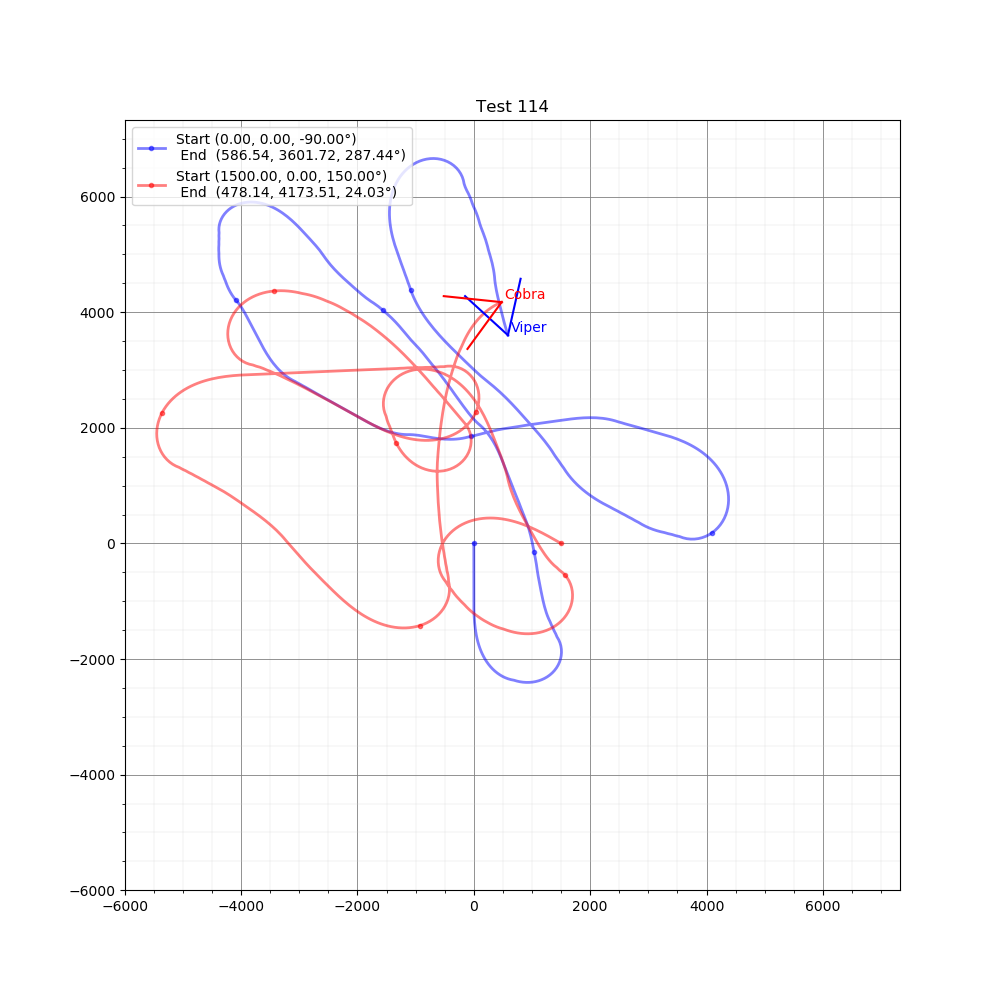 Test 114
Start (0.00, 0.00, -90.00°)
End (586.54, 3601.72, 287.44°)
Start (1500.00, 0.00, 150.00°)
End (478.14, 4173.51, 24.03°)
6000
4000
2000
0
−2000
−4000
−6000
Cobra
Viper
−6000 −4000 −2000 0 2000 4000 6000